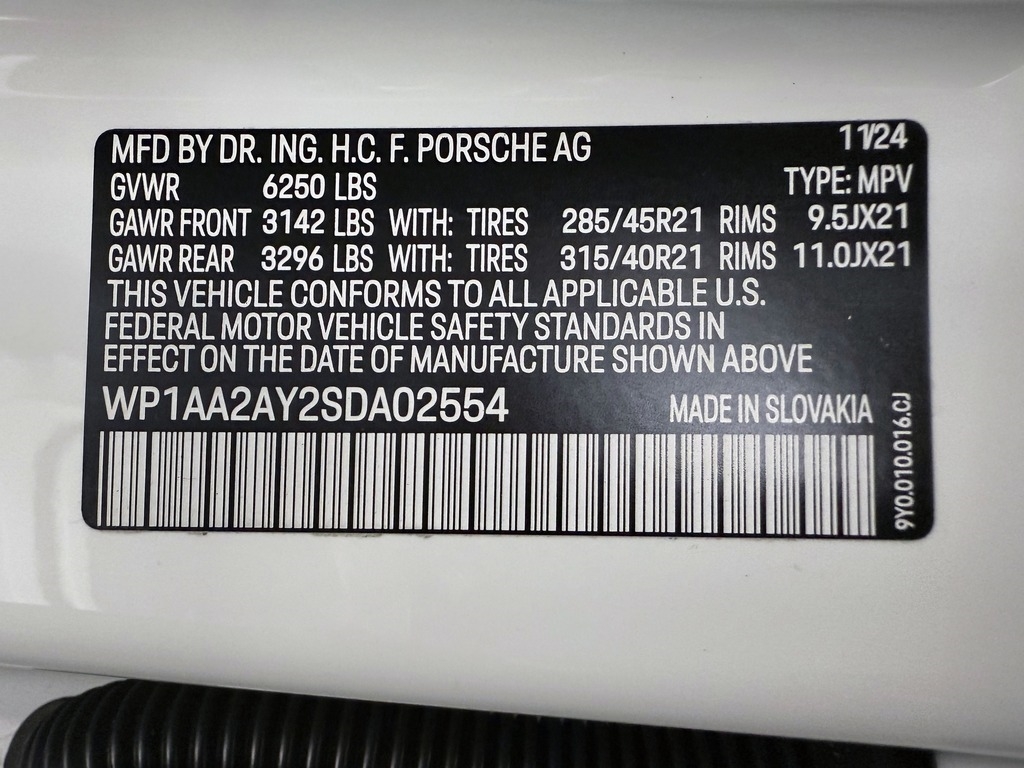 MFD BY DR. ING. H.C. F. PORSCHE AG 11/24
GVWR 6250 LBS TYPE: MPV
GAWR FRONT 3142 LBS WITH: TIRES 285/45R21 RIMS 9.5JX21
GAWR REAR 3296 LBS WITH: TIRES 315/40R21 RIMS 11.0JX21
THIS VEHICLE CONFORMS TO ALL APPLICABLE U.S.
FEDERAL MOTOR VEHICLE SAFETY STANDARDS IN
EFFECT ON THE DATE OF MANUFACTURE SHOWN ABOVE
WP1AA2AY2SDA02554 MADE IN SLOVAKIA
9Y0.010.016.CJ